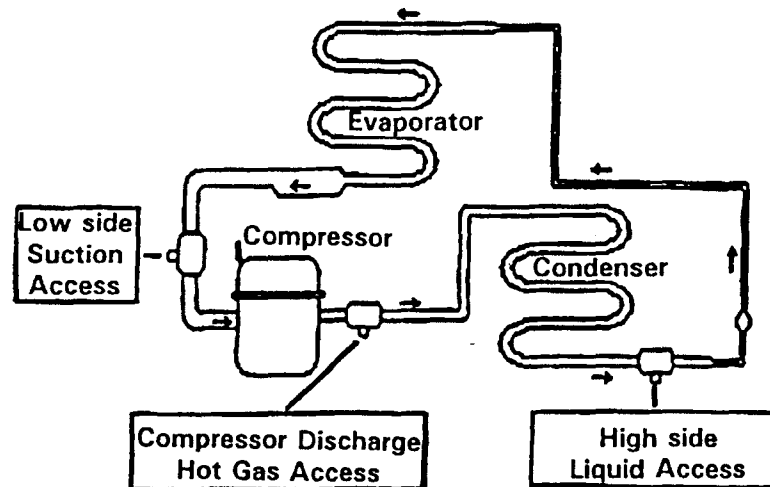 Evaporator
Low side
Suction
Access
Compressor
Condenser
Compressor Discharge
Hot Gas Access
High side
Liquid Access